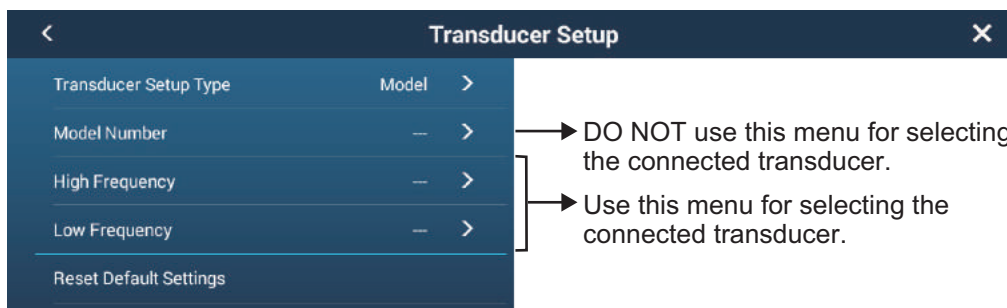 Transducer Setup
Transducer Setup Type Model
Model Number ---
High Frequency ---
Low Frequency ---
Reset Default Settings
DO NOT use this menu for selecting
the connected transducer.
Use this menu for selecting the
connected transducer.